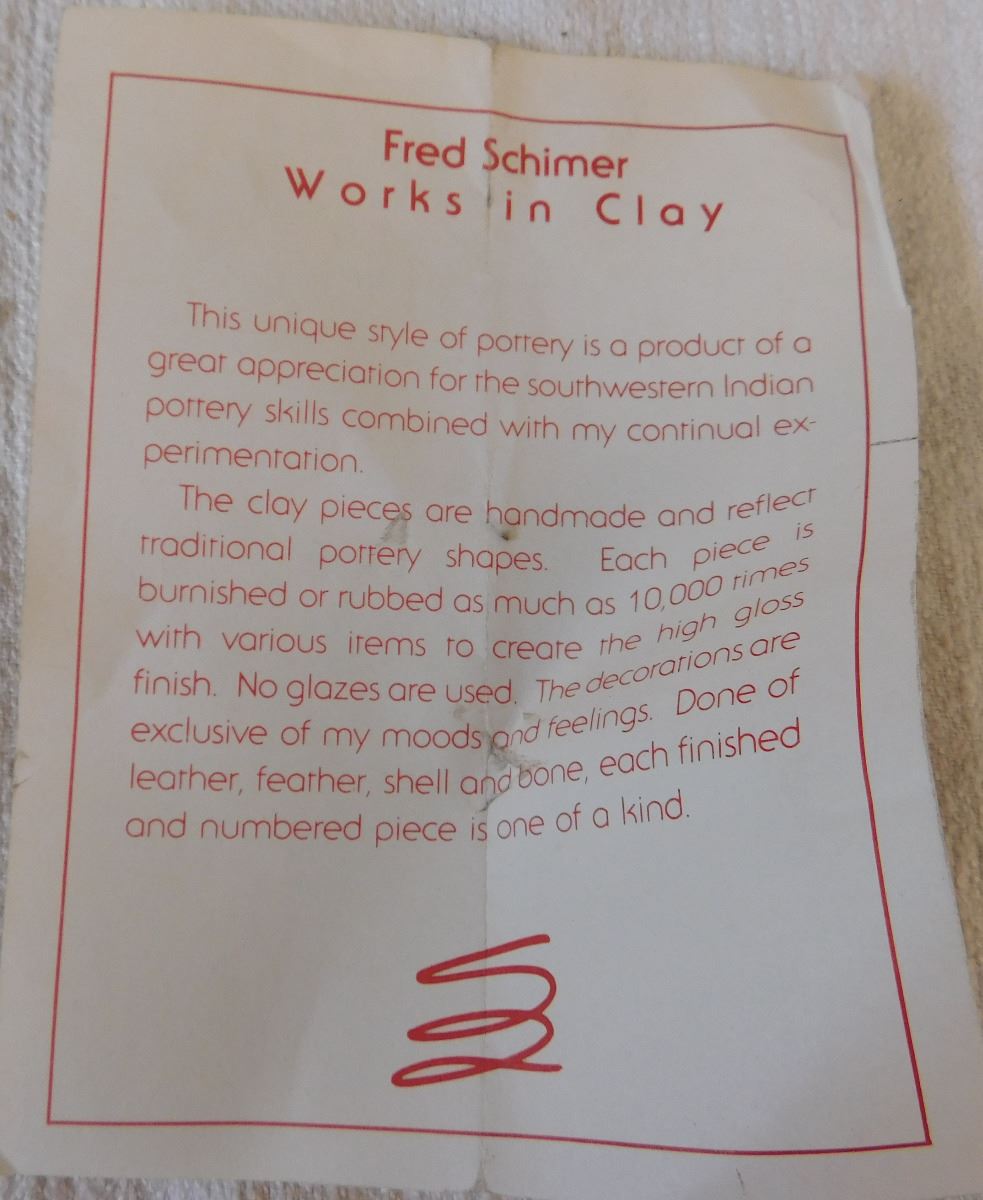 Fred Schimer
Works in Clay
This unique style of pottery is a product of a
great appreciation for the southwestern Indian
pottery skills combined with my continual ex-
perimentation.
The clay pieces are handmade and reflect
traditional pottery shapes. Each piece is
burnished or rubbed as much as 10,000 times
with various items to create the high gloss
finish. No glazes are used. The decorations are
exclusive of my moods and feelings. Done of
leather, feather, shell and bone, each finished
and numbered piece is one of a kind.